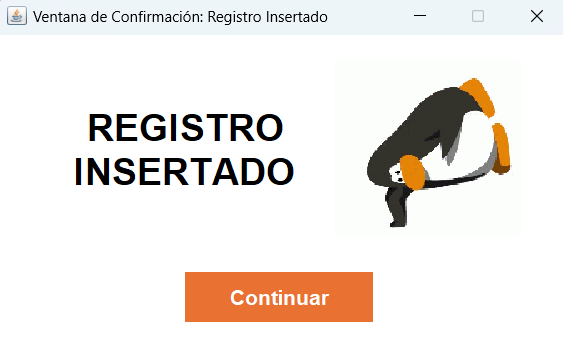 Ventana de Confirmación: Registro Insertado
REGISTRO
INSERTADO
Continuar